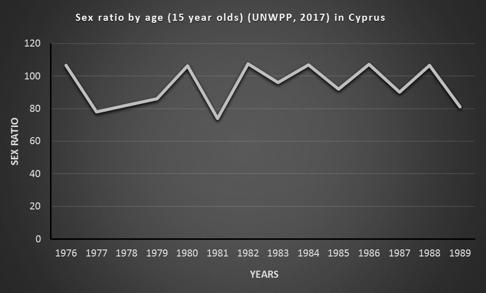 Sex ratio by age (15 year olds) (UNWPP, 2017) in Cyprus
120
100
80
60
40
20
0
SEX RATIO
1976 1977 1978 1979 1980 1981 1982 1983 1984 1985 1986 1987 1988 1989
YEARS